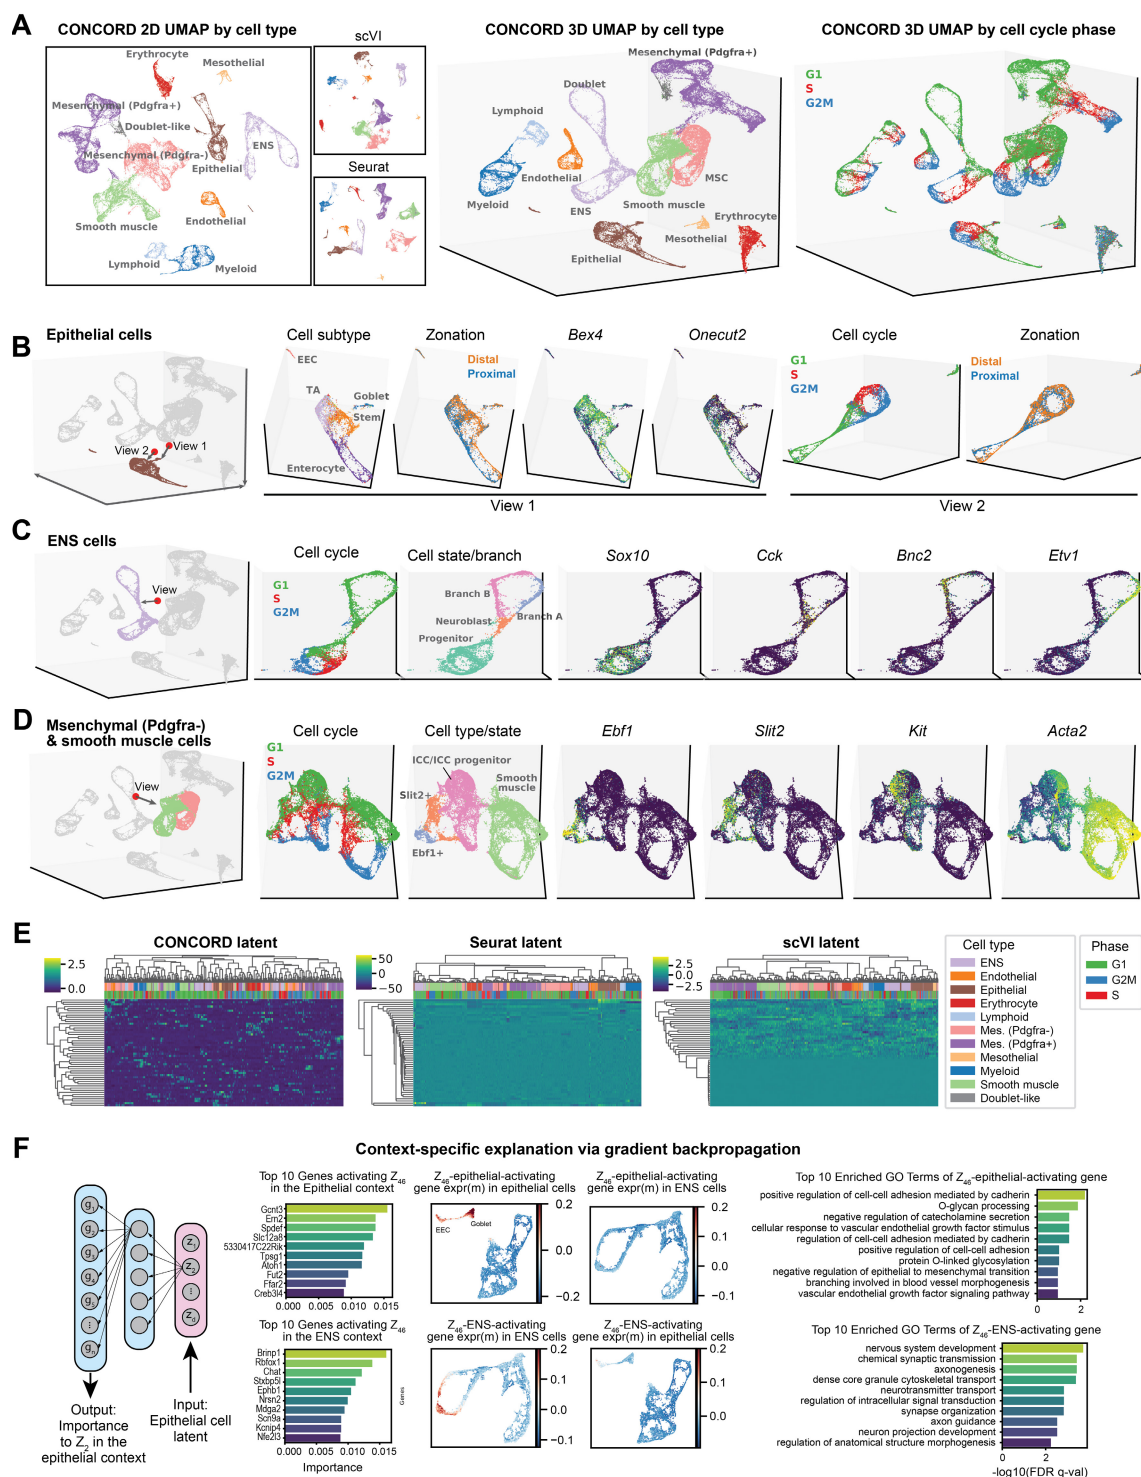 A
CONCORD 2D UMAP by cell type
Erythrocyte
Mesothelial
Mesenchymal (Pdgfra+)
Doublet-like
Mesenchymal (Pdgfra-)
ENS
Epithelial
Endothelial
Smooth muscle
Lymphoid
Myeloid
scVI
Seurat
CONCORD 3D UMAP by cell type
Mesenchymal (Pdgfra+)
Doublet
Lymphoid
Endothelial
Myeloid
MSC
ENS
Smooth muscle
Erythrocyte
Mesothelial
Epithelial
CONCORD 3D UMAP by cell cycle phase
G1
S
G2M
B
Epithelial cells
View 2
View 1
Cell subtype
EEC
TA
Goblet
Stem
Enterocyte
Zonation
Distal
Proximal
Bex4
Onecut2
View 1
Cell cycle
G1
S
G2M
Zonation
Distal
Proximal
View 2
C
ENS cells
View
Cell cycle
G1
S
G2M
Cell state/branch
Branch B
Branch A
Neuroblast
Progenitor
Sox10
Cck
Bnc2
Etv1
D
Msenchymal (Pdgfra-)
& smooth muscle cells
View
Cell cycle
G1
S
G2M
Cell type/state
ICC/ICC progenitor
Smooth
muscle
Slit2+
Ebf1+
Ebf1
Slit2
Kit
Acta2
E
CONCORD latent
2.5
0.0
Seurat latent
50
0
−50
scVI latent
2.5
0.0
−2.5
Cell type
ENS
Endothelial
Epithelial
Erythrocyte
Lymphoid
Mes. (Pdgfra-)
Mes. (Pdgfra+)
Mesothelial
Myeloid
Smooth muscle
Doublet-like
Phase
G1
G2M
S
F
Context-specific explanation via gradient backpropagation
g1
g2
g3
g4
g5
⋮
gn
z1
z2
⋮
zd
Output:
Importance
to Z2 in the
epithelial context
Input:
Epithelial cell
latent
Top 10 Genes activating Z46
in the Epithelial context
Gcnt3
Ern2
Spdef
Slc12a8
5330417C22Rik
Tpsg1
Atoh1
Fut2
Ffar2
Creb3l4
0.000 0.005 0.010 0.015
Z46-epithelial-activating
gene expr(m) in epithelial cells
EEC
Goblet
0.2
0.0
−0.2
Z46-epithelial-activating
gene expr(m) in ENS cells
0.1
0.0
−0.1
Top 10 Enriched GO Terms of Z46-epithelial-activating gene
positive regulation of cell-cell adhesion mediated by cadherin
O-glycan processing
negative regulation of catecholamine secretion
cellular response to vascular endothelial growth factor stimulus
regulation of cell-cell adhesion mediated by cadherin
positive regulation of cell-cell adhesion
protein O-linked glycosylation
negative regulation of epithelial to mesenchymal transition
branching involved in blood vessel morphogenesis
vascular endothelial growth factor signaling pathway
0 2
Top 10 Genes activating Z46
in the ENS context
Brinp1
Rbfox1
Chat
Stxbp5l
Ephb1
Nrsn2
Mdga2
Scn9a
Kcnip4
Nfe2l3
0.000 0.005 0.010 0.015
Importance
Genes
Z46-ENS-activating
gene expr(m) in ENS cells
0.2
0.1
0.0
−0.1
Z46-ENS-activating
gene expr(m) in epithelial cells
0.2
0.1
0.0
Top 10 Enriched GO Terms of Z46-ENS-activating gene
nervous system development
chemical synaptic transmission
axonogenesis
dense core granule cytoskeletal transport
neurotransmitter transport
regulation of intracellular signal transduction
synapse organization
axon guidance
neuron projection development
regulation of anatomical structure morphogenesis
0 2
-log10(FDR q-val)